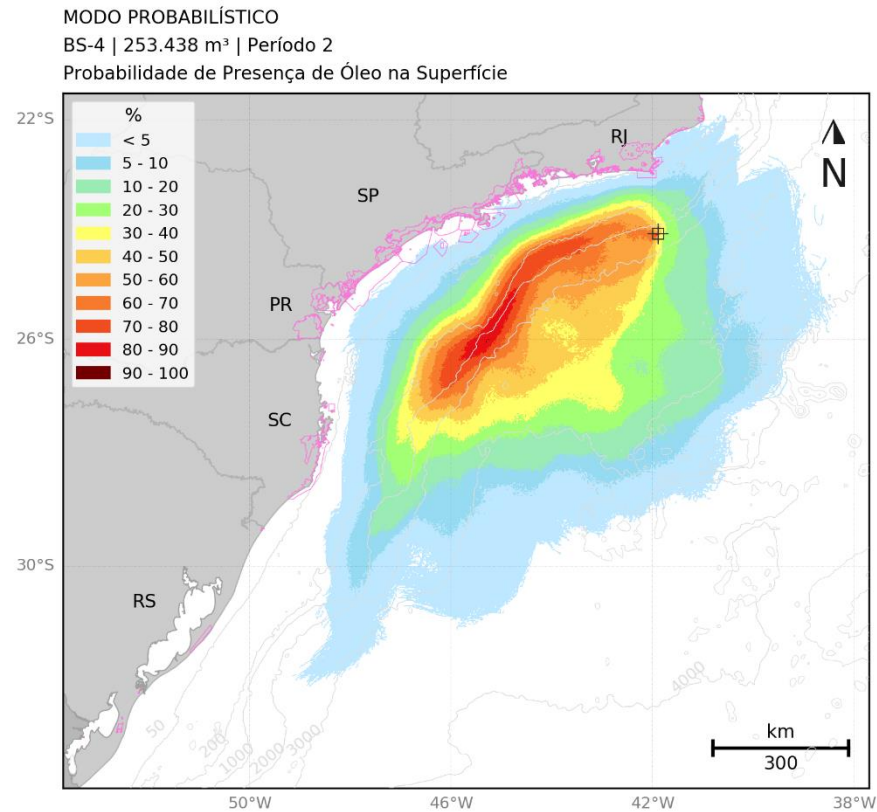 MODO PROBABILÍSTICO
BS-4 | 253.438 m³ | Período 2
Probabilidade de Presença de Óleo na Superfície
%
< 5
5 - 10
10 - 20
20 - 30
30 - 40
40 - 50
50 - 60
60 - 70
70 - 80
80 - 90
90 - 100
22°S
26°S
30°S
RJ
SP
PR
SC
RS
N
50
200
1000
2000
3000
4000
km
300
50°W
46°W
42°W
38°W